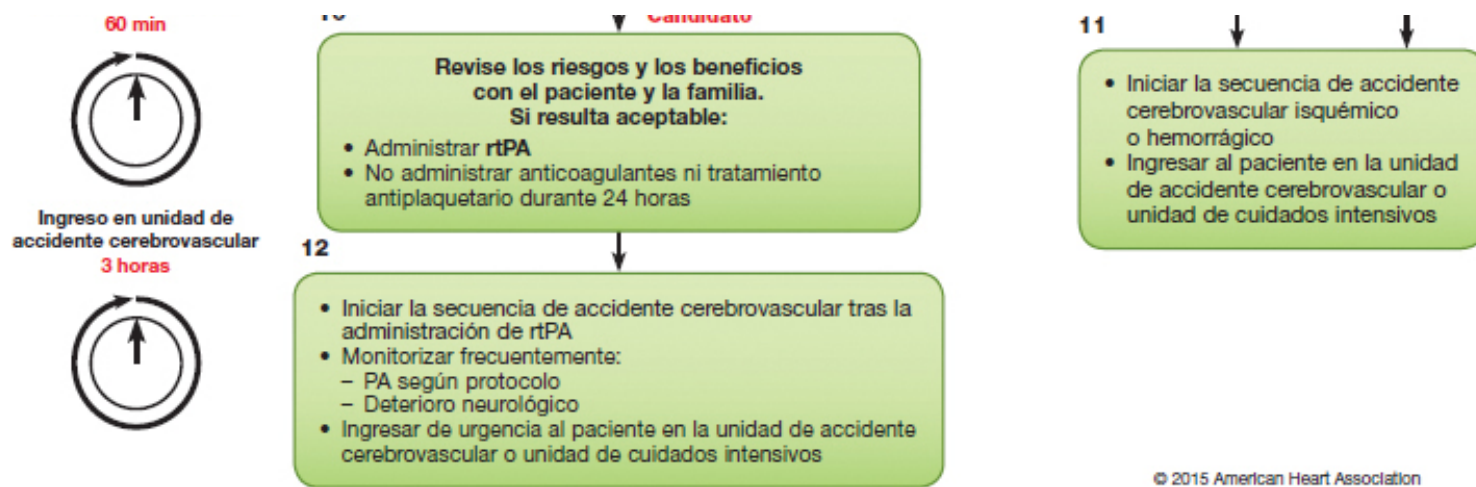 60 min
Ingreso en unidad de
accidente cerebrovascular
3 horas
10
Candidato
Revise los riesgos y los beneficios
con el paciente y la familia.
Si resulta aceptable:
• Administrar rtPA
• No administrar anticoagulantes ni tratamiento
antiplaquetario durante 24 horas
12
• Iniciar la secuencia de accidente cerebrovascular tras la
administración de rtPA
• Monitorizar frecuentemente:
– PA según protocolo
– Deterioro neurológico
• Ingresar de urgencia al paciente en la unidad de accidente
cerebrovascular o unidad de cuidados intensivos
11
• Iniciar la secuencia de accidente
cerebrovascular isquémico
o hemorrágico
• Ingresar al paciente en la unidad
de accidente cerebrovascular o
unidad de cuidados intensivos
© 2015 American Heart Association